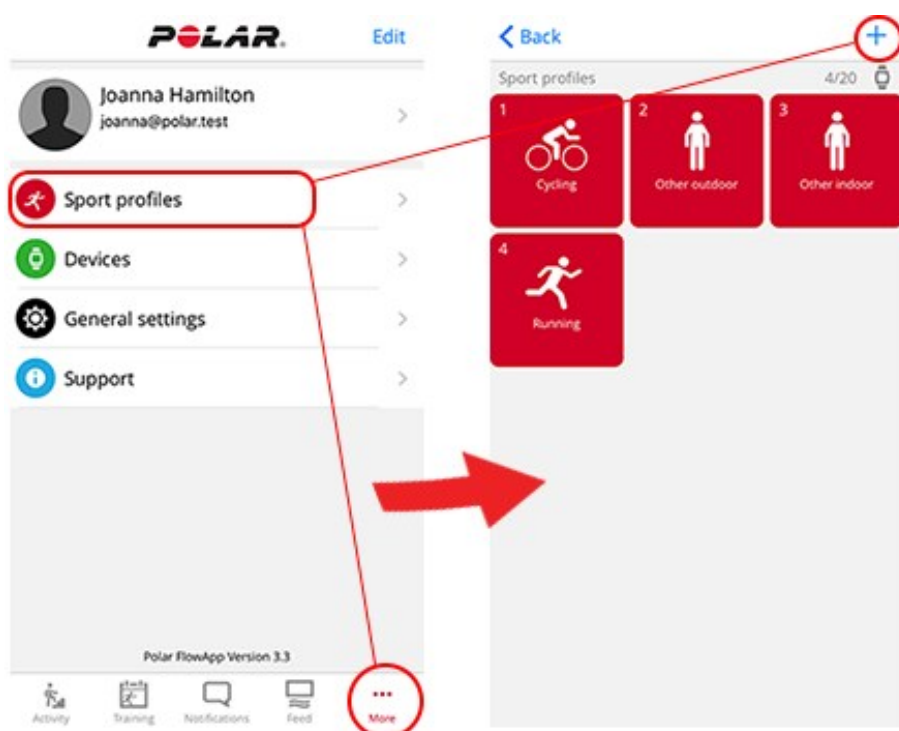 POLAR.
Edit
Joanna Hamilton
joanna@polar.test
Sport profiles
Devices
General settings
Support
Polar FlowApp Version 3.3
Activity
Training
Notifications
Feed
More
Back
Sport profiles
4/20
1
Cycling
2
Other outdoor
3
Other indoor
4
Running